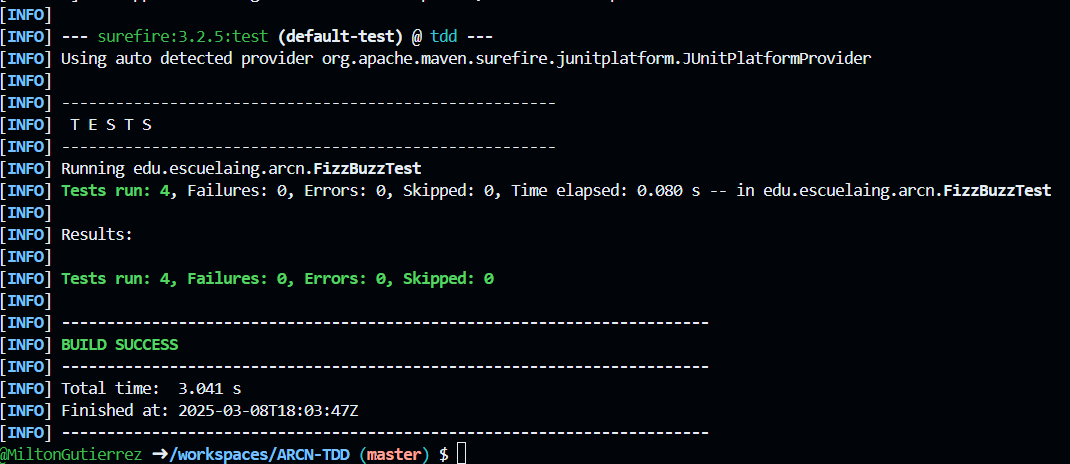 [INFO]
[INFO] --- surefire:3.2.5:test (default-test) @ tdd ---
[INFO] Using auto detected provider org.apache.maven.surefire.junitplatform.JUnitPlatformProvider
[INFO]
[INFO] -------------------------------------------------------
[INFO]  T E S T S
[INFO] -------------------------------------------------------
[INFO] Running edu.escuelaing.arcn.FizzBuzzTest
[INFO] Tests run: 4, Failures: 0, Errors: 0, Skipped: 0, Time elapsed: 0.080 s -- in edu.escuelaing.arcn.FizzBuzzTest
[INFO]
[INFO] Results:
[INFO]
[INFO] Tests run: 4, Failures: 0, Errors: 0, Skipped: 0
[INFO]
[INFO] ------------------------------------------------------------------------
[INFO] BUILD SUCCESS
[INFO] ------------------------------------------------------------------------
[INFO] Total time:  3.041 s
[INFO] Finished at: 2025-03-08T18:03:47Z
[INFO] ------------------------------------------------------------------------
@MiltonGutierrez ➜/workspaces/ARCN-TDD (master) $